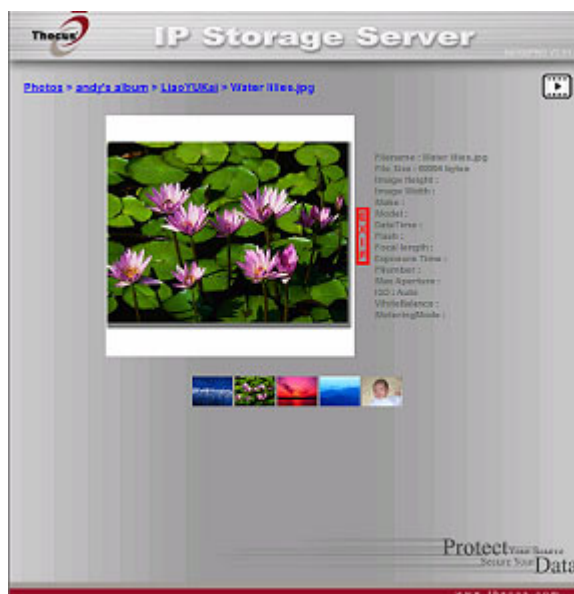 Thecus
IP Storage Server
Photos » andy's album » LiaoYUKai » Water lilies.jpg
Filename : Water lilies.jpg
File Size : bytes
Image Height :
Image Width :
Make :
Model :
DateTime :
Flash :
Focal length :
Exposure Time :
FNumber :
Max Aperture :
ISO : Auto
WhiteBalance :
MeteringMode :
EXIF
Protect Your Source
Secure Your Data